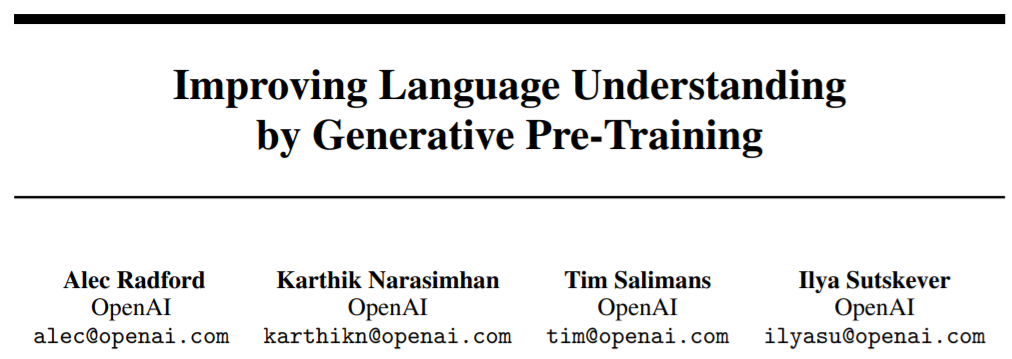 Improving Language Understanding
by Generative Pre-Training
Alec Radford
OpenAI
alec@openai.com
Karthik Narasimhan
OpenAI
karthikn@openai.com
Tim Salimans
OpenAI
tim@openai.com
Ilya Sutskever
OpenAI
ilyasu@openai.com